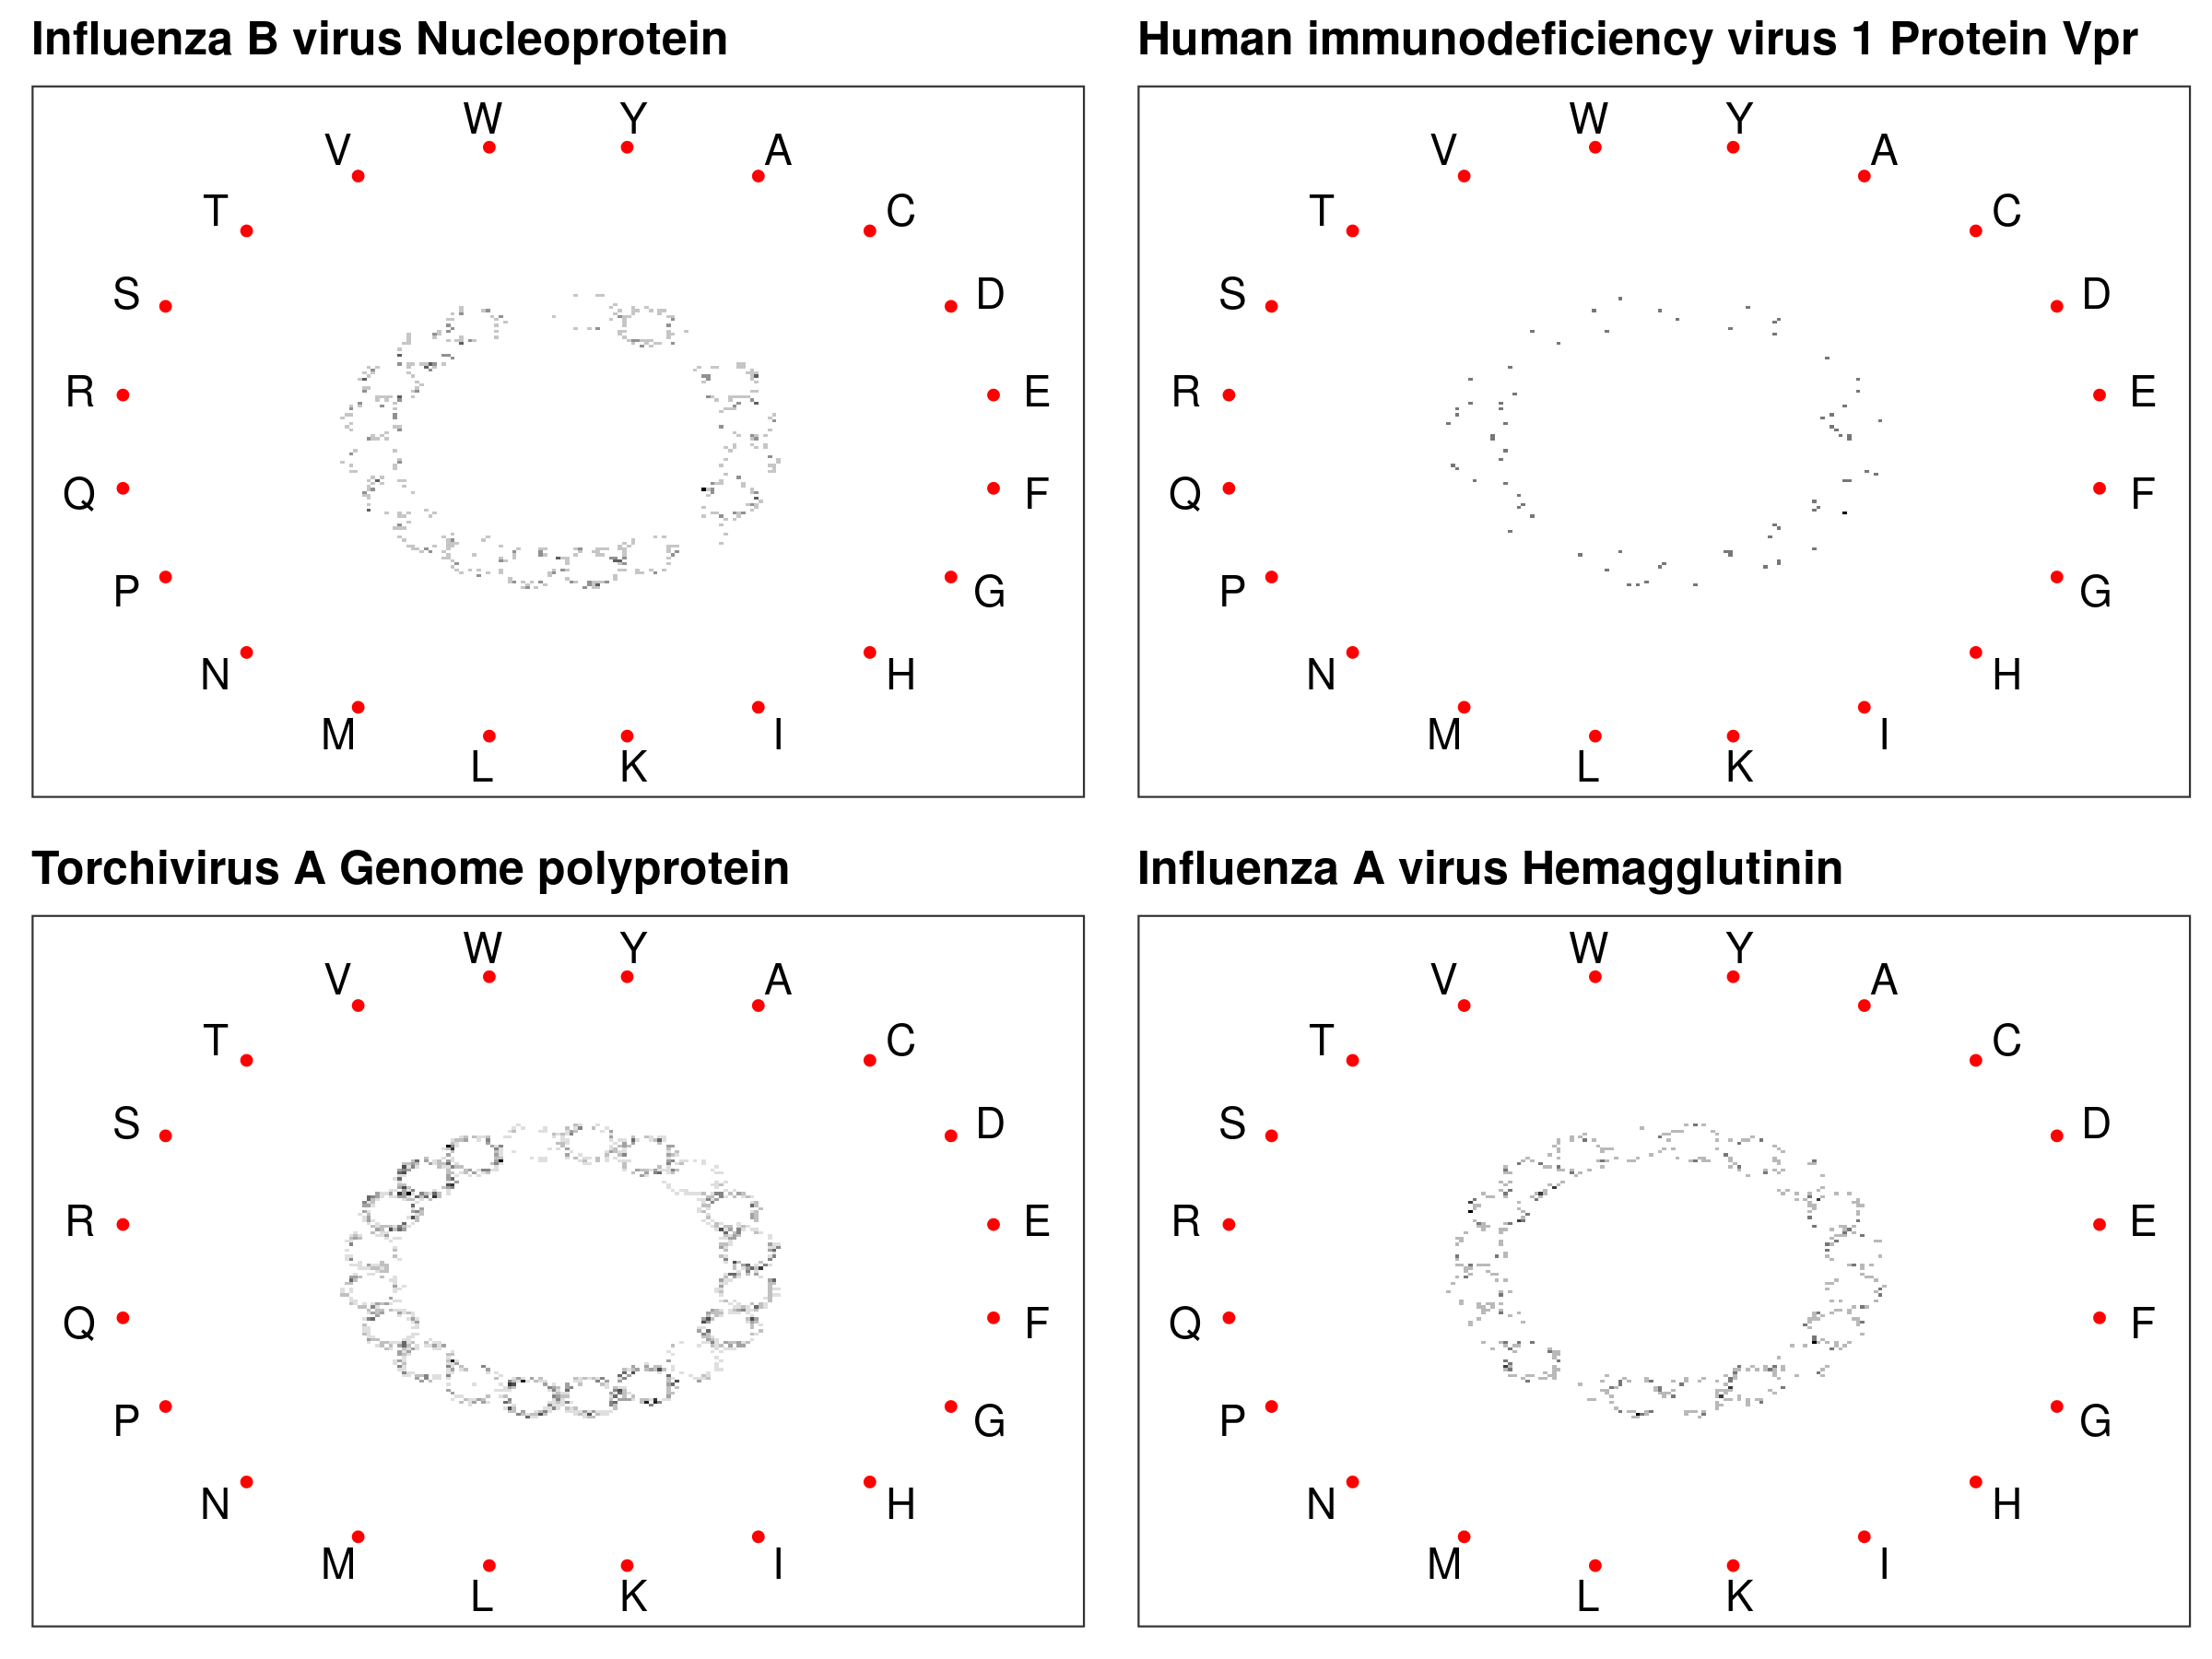 Influenza B virus Nucleoprotein
W Y
V A
T C
S D
R E
Q F
P G
N H
M I
L K
Human immunodeficiency virus 1 Protein Vpr
W Y
V A
T C
S D
R E
Q F
P G
N H
M I
L K
Torchivirus A Genome polyprotein
W Y
V A
T C
S D
R E
Q F
P G
N H
M I
L K
Influenza A virus Hemagglutinin
W Y
V A
T C
S D
R E
Q F
P G
N H
M I
L K